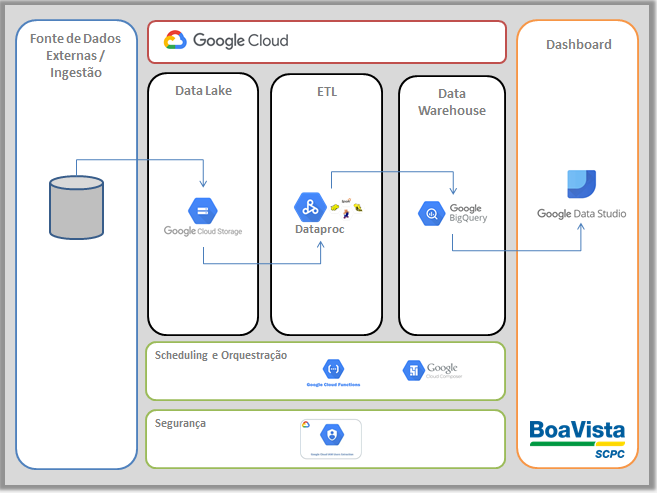 Fonte de Dados
Externas /
Ingestão
Google Cloud
Dashboard
Data Lake
ETL
Data
Warehouse
Google Cloud Storage
Dataproc
Google
BigQuery
Google Data Studio
Scheduling e Orquestração
Google Cloud Functions
Google
Cloud Composer
Segurança
BoaVista
SCPC